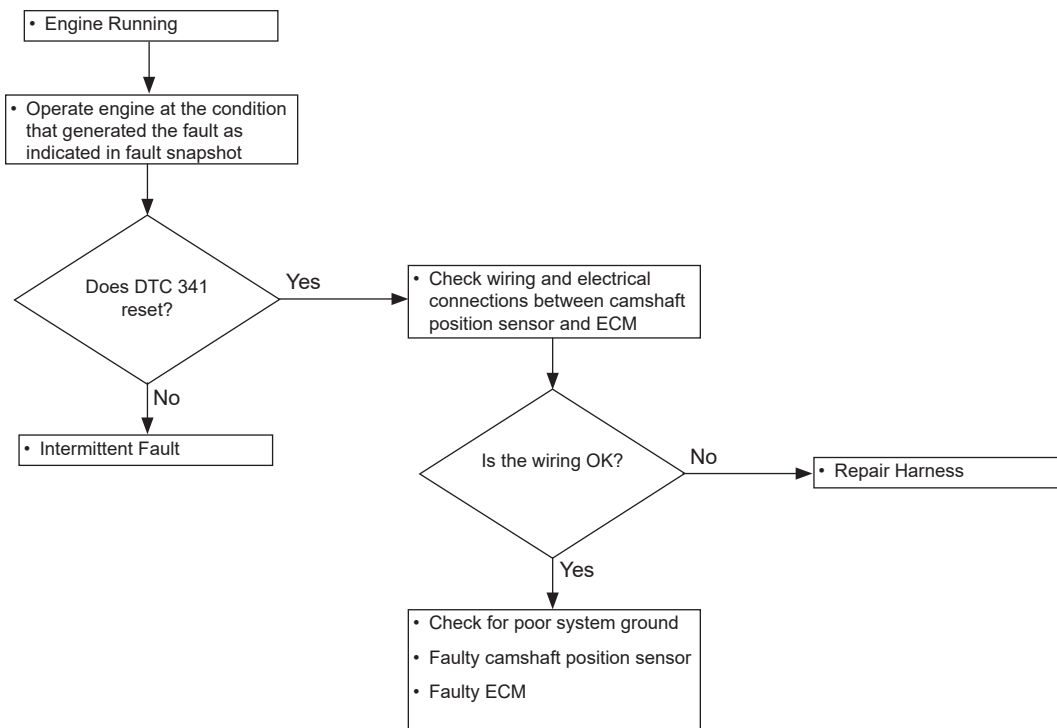 • Engine Running
• Operate engine at the condition
that generated the fault as
indicated in fault snapshot
Does DTC 341
reset?
Yes
No
• Intermittent Fault
• Check wiring and electrical
connections between camshaft
position sensor and ECM
Is the wiring OK?
No
• Repair Harness
Yes
• Check for poor system ground
• Faulty camshaft position sensor
• Faulty ECM